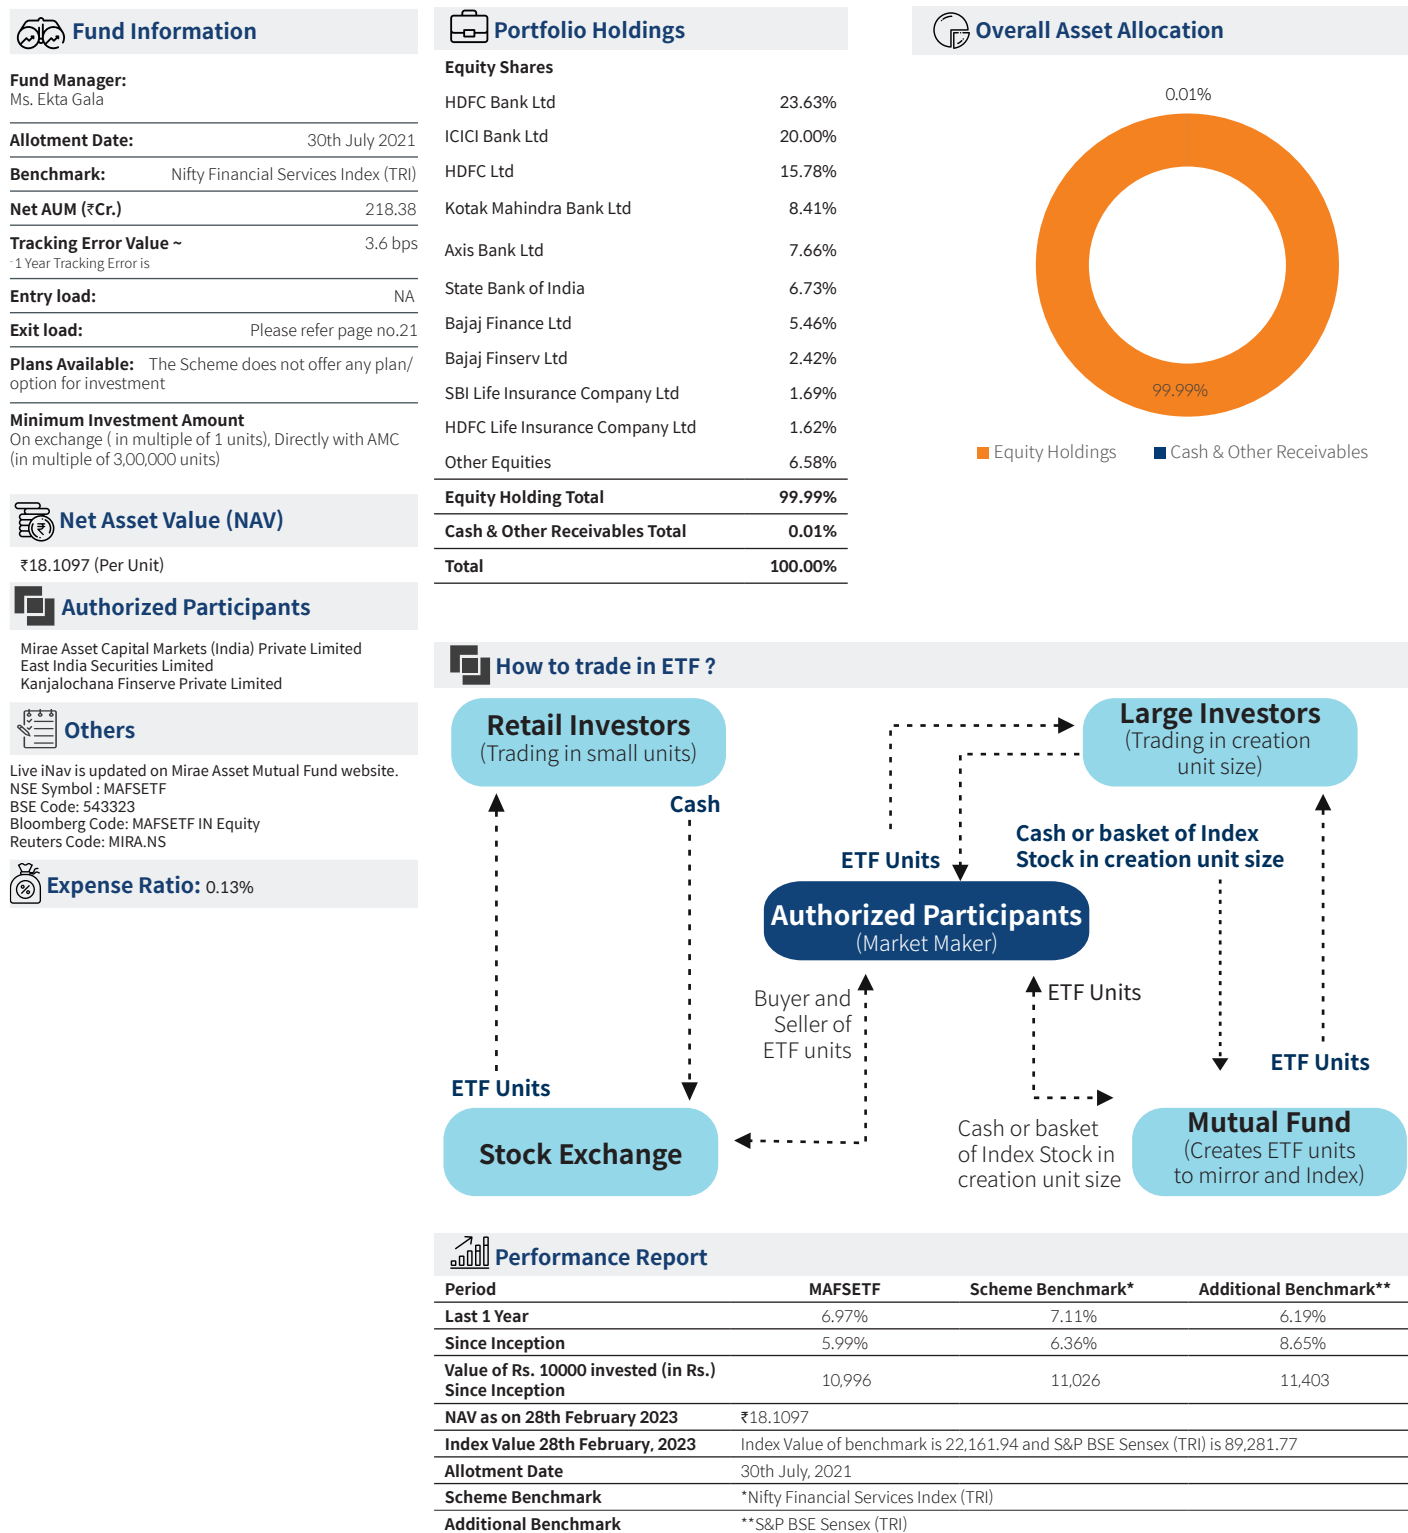 Fund Information
Fund Manager:
Ms. Ekta Gala
Allotment Date: 30th July 2021
Benchmark: Nifty Financial Services Index (TRI)
Net AUM (₹Cr.) 218.38
Tracking Error Value ~ 3.6 bps
~1 Year Tracking Error is
Entry load: NA
Exit load: Please refer page no.21
Plans Available: The Scheme does not offer any plan/
option for investment
Minimum Investment Amount
On exchange ( in multiple of 1 units), Directly with AMC
(in multiple of 3,00,000 units)
Net Asset Value (NAV)
₹18.1097 (Per Unit)
Authorized Participants
Mirae Asset Capital Markets (India) Private Limited
East India Securities Limited
Kanjalochana Finserve Private Limited
Others
Live iNav is updated on Mirae Asset Mutual Fund website.
NSE Symbol : MAFSETF
BSE Code: 543323
Bloomberg Code: MAFSETF IN Equity
Reuters Code: MIRA.NS
Expense Ratio: 0.13%
Portfolio Holdings
Equity Shares
HDFC Bank Ltd 23.63%
ICICI Bank Ltd 20.00%
HDFC Ltd 15.78%
Kotak Mahindra Bank Ltd 8.41%
Axis Bank Ltd 7.66%
State Bank of India 6.73%
Bajaj Finance Ltd 5.46%
Bajaj Finserv Ltd 2.42%
SBI Life Insurance Company Ltd 1.69%
HDFC Life Insurance Company Ltd 1.62%
Other Equities 6.58%
Equity Holding Total 99.99%
Cash & Other Receivables Total 0.01%
Total 100.00%
Overall Asset Allocation
0.01%
99.99%
Equity Holdings Cash & Other Receivables
How to trade in ETF ?
Retail Investors
(Trading in small units)
Large Investors
(Trading in creation
unit size)
Cash
Cash or basket of Index
Stock in creation unit size
ETF Units
Authorized Participants
(Market Maker)
Buyer and
Seller of
ETF units
ETF Units
ETF Units
ETF Units
Stock Exchange
Cash or basket
of Index Stock in
creation unit size
Mutual Fund
(Creates ETF units
to mirror and Index)
Performance Report
Period MAFSETF Scheme Benchmark* Additional Benchmark**
Last 1 Year 6.97% 7.11% 6.19%
Since Inception 5.99% 6.36% 8.65%
Value of Rs. 10000 invested (in Rs.)
Since Inception 10,996 11,026 11,403
NAV as on 28th February 2023 ₹18.1097
Index Value 28th February, 2023 Index Value of benchmark is 22,161.94 and S&P BSE Sensex (TRI) is 89,281.77
Allotment Date 30th July, 2021
Scheme Benchmark *Nifty Financial Services Index (TRI)
Additional Benchmark **S&P BSE Sensex (TRI)